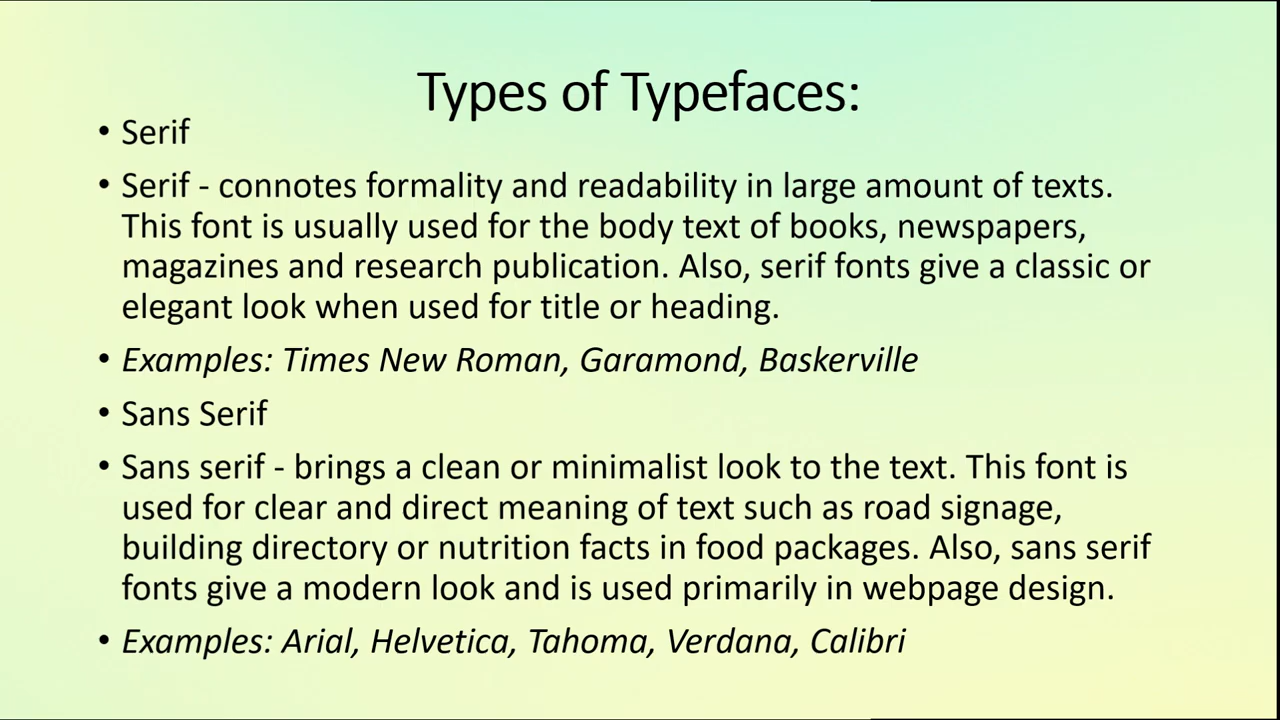 Types of Typefaces:
• Serif
• Serif - connotes formality and readability in large amount of texts.
This font is usually used for the body text of books, newspapers,
magazines and research publication. Also, serif fonts give a classic or
elegant look when used for title or heading.
• Examples: Times New Roman, Garamond, Baskerville
• Sans Serif
• Sans serif - brings a clean or minimalist look to the text. This font is
used for clear and direct meaning of text such as road signage,
building directory or nutrition facts in food packages. Also, sans serif
fonts give a modern look and is used primarily in webpage design.
• Examples: Arial, Helvetica, Tahoma, Verdana, Calibri